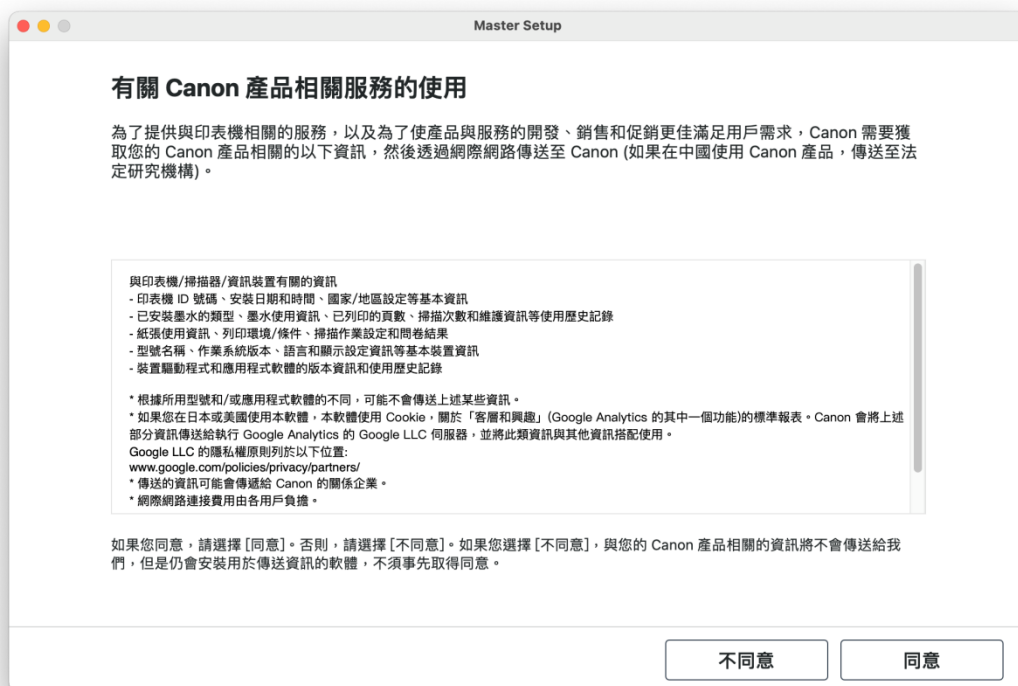 Master Setup
有關 Canon 產品相關服務的使用
為了提供與印表機相關的服務，以及為了使產品與服務的開發、銷售和促銷更佳滿足用戶需求，Canon 需要獲
取您的 Canon 產品相關的以下資訊，然後透過網際網路傳送至 Canon (如果在中國使用 Canon 產品，傳送至法
定研究機構)。
與印表機/掃描器/資訊裝置有關的資訊
- 印表機 ID 號碼、安裝日期和時間、國家/地區設定等基本資訊
- 已安裝墨水的類型、墨水使用資訊、已列印的頁數、掃描次數和維護資訊等使用歷史記錄
- 紙張使用資訊、列印環境/條件、掃描作業設定和問卷結果
- 型號名稱、作業系統版本、語言和顯示設定資訊等基本裝置資訊
- 裝置驅動程式和應用程式軟體的版本資訊和使用歷史記錄
* 根據所用型號和/或應用程式軟體的不同，可能不會傳送上述某些資訊。
* 如果您在日本或美國使用本軟體，本軟體使用 Cookie，關於「客層和興趣」(Google Analytics 的其中一個功能)的標準報表。Canon 會將上述
部分資訊傳送給執行 Google Analytics 的 Google LLC 伺服器，並將此類資訊與其他資訊搭配使用。
Google LLC 的隱私權原則列於以下位置:
www.google.com/policies/privacy/partners/
* 傳送的資訊可能會傳遞給 Canon 的關係企業。
* 網際網路連接費用由各用戶負擔。
如果您同意，請選擇 [同意]。否則，請選擇 [不同意]。如果您選擇 [不同意]，與您的 Canon 產品相關的資訊將不會傳送給我
們，但是仍會安裝用於傳送資訊的軟體，不須事先取得同意。
不同意
同意